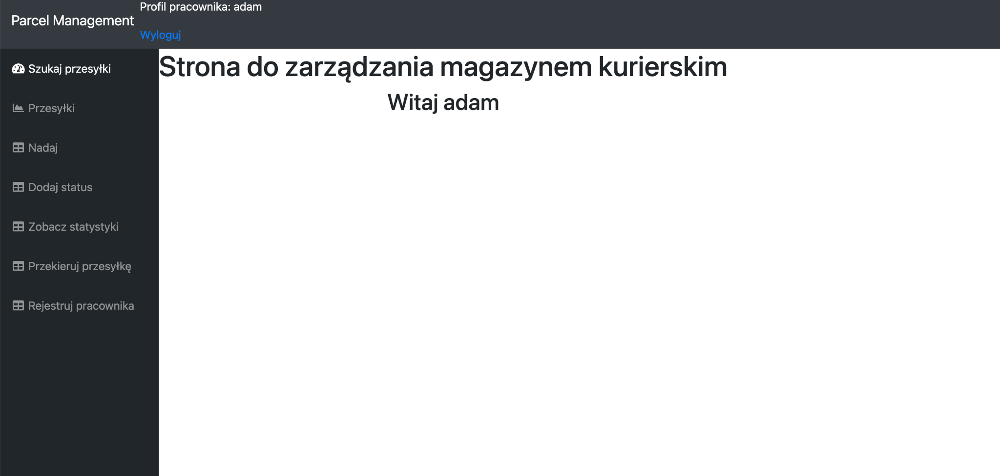 Parcel Management
Profil pracownika: adam
Wyloguj
Szukaj przesyłki
Przesyłki
Nadaj
Dodaj status
Zobacz statystyki
Przekieruj przesyłkę
Rejestruj pracownika
Strona do zarządzania magazynem kurierskim
Witaj adam